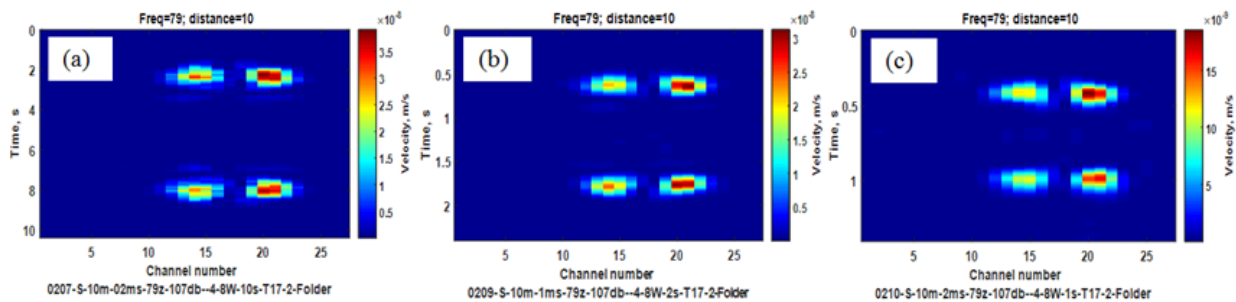 Freq=79; distance=10
×10⁻⁸
(a)
0
2
4
6
8
10
Time, s
5 10 15 20 25
Channel number
3.5
3
2.5
2
1.5
1
0.5
Velocity, m/s
0207-S-10m-02ms-79z-107db--4-8W-10s-T17-2-Folder
Freq=79; distance=10
×10⁻⁸
(b)
0
0.5
1
1.5
2
Time, s
5 10 15 20 25
Channel number
3
2.5
2
1.5
1
0.5
Velocity, m/s
0209-S-10m-1ms-79z-107db--4-8W-2s-T17-2-Folder
Freq=79; distance=10
×10⁻⁹
(c)
0
0.5
1
Time, s
5 10 15 20 25
Channel number
15
10
5
Velocity, m/s
0210-S-10m-2ms-79z-107db--4-8W-1s-T17-2-Folder